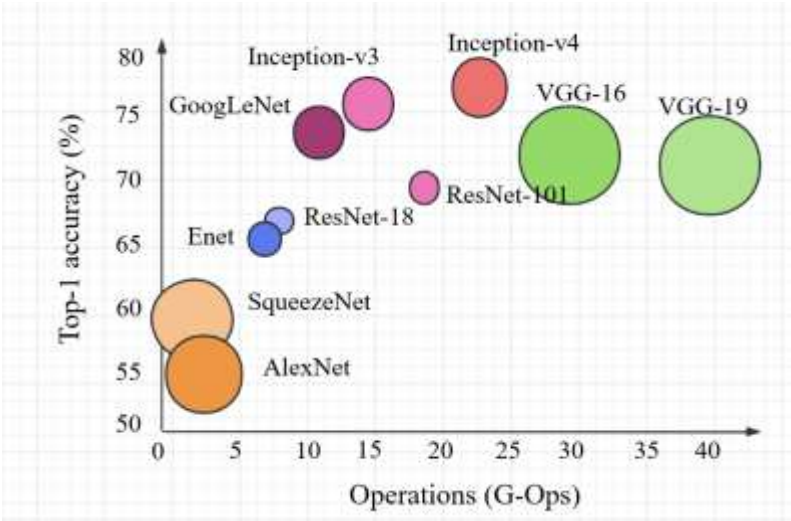 Inception-v4
Inception-v3
80
VGG-16
GoogLeNet
VGG-19
75
70
ResNet-101
ResNet-18
Enet
65
SqueezeNet
60
AlexNet
55
50
0 5 10 15 20 25 30 35 40
Top-1 accuracy (%)
Operations (G-Ops)